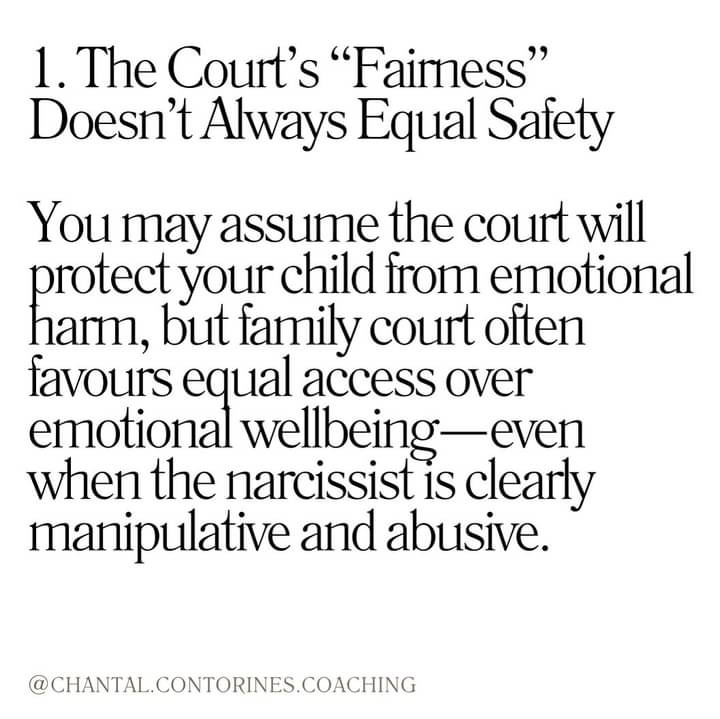 1. The Court’s “Fairness”
Doesn’t Always Equal Safety
You may assume the court will
protect your child from emotional
harm, but family court often
favours equal access over
emotional wellbeing—even
when the narcissist is clearly
manipulative and abusive.
@CHANTAL.CONTORINES.COACHING